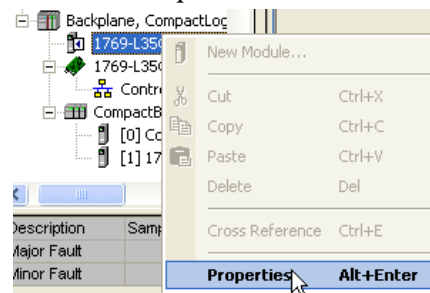 Backplane, CompactLog
1769-L35
1769-L35
Contr
CompactB
[0] Co
[1] 17
New Module...
Cut Ctrl+X
Copy Ctrl+C
Paste Ctrl+V
Delete Del
Cross Reference Ctrl+E
Properties Alt+Enter
Description Samp
Major Fault
Minor Fault